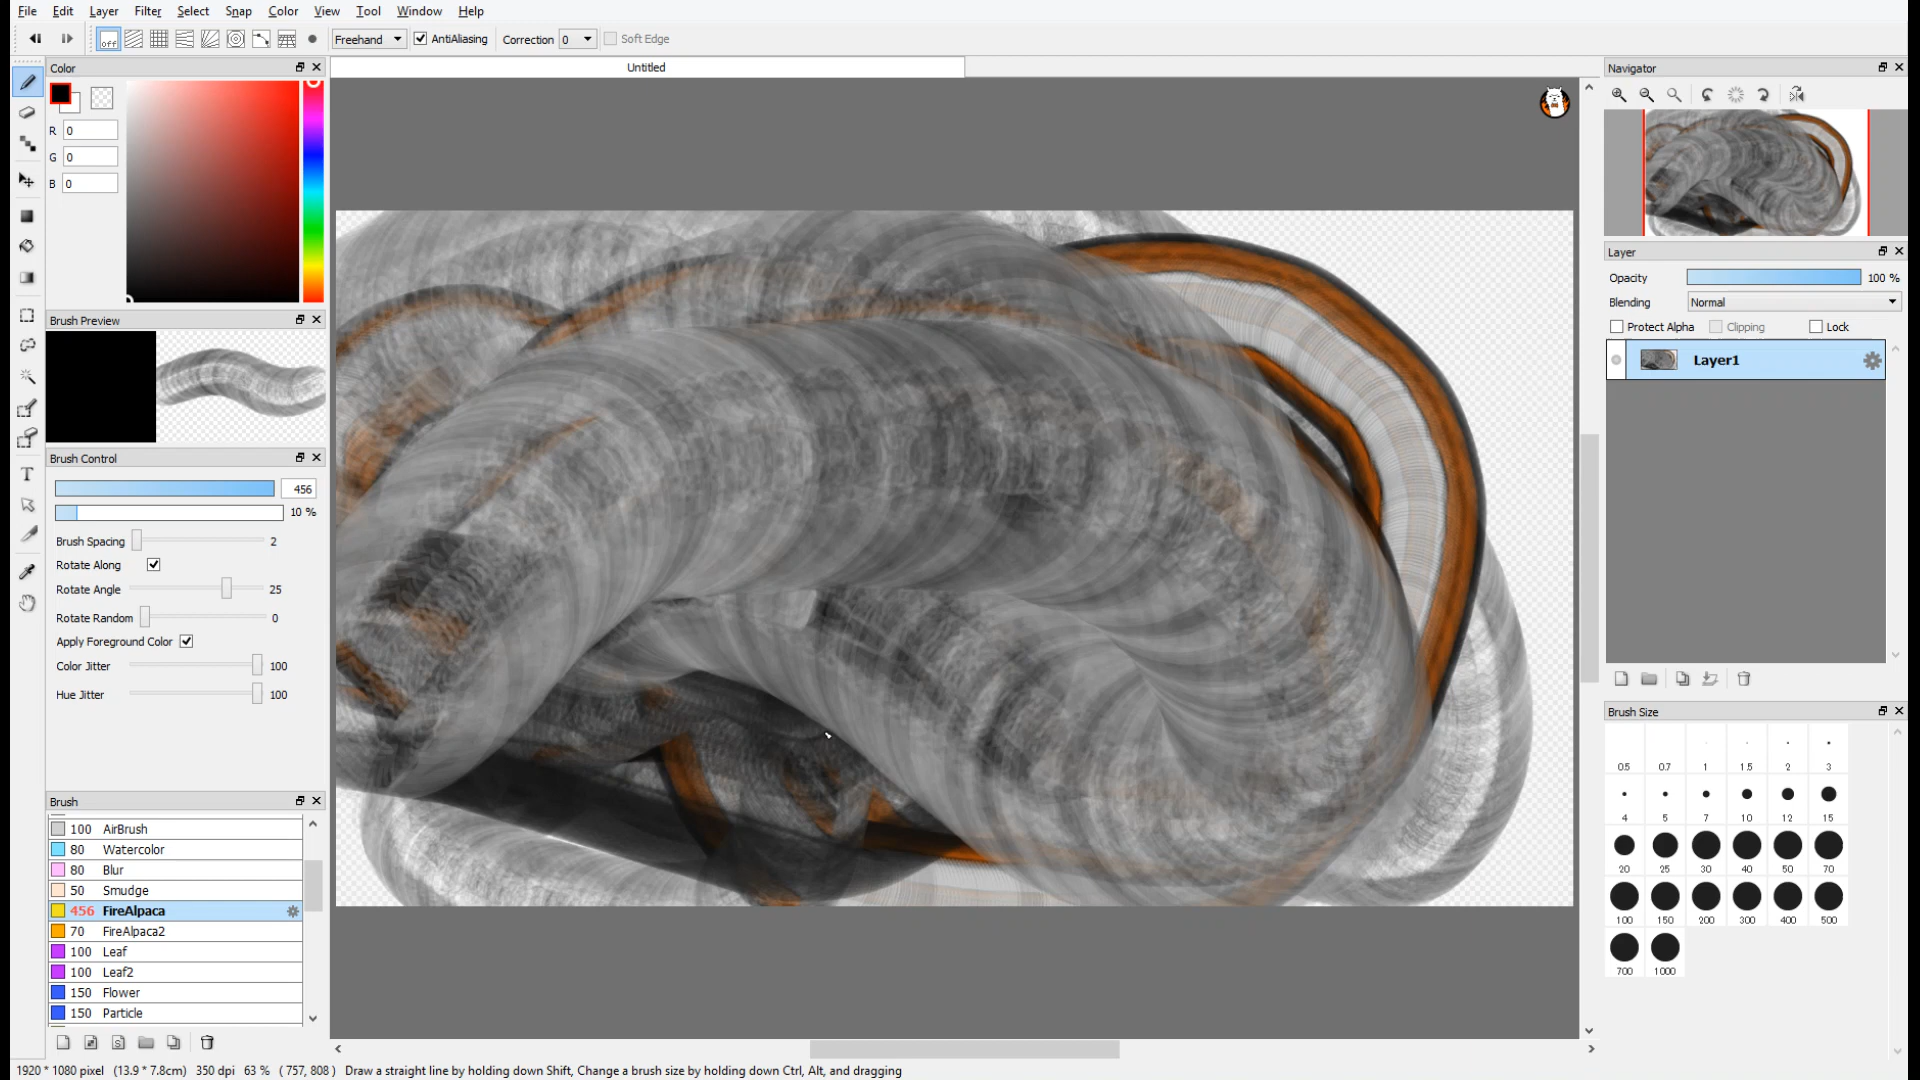 File Edit Layer Filter Select Snap Color View Tool Window Help
off Freehand AntiAliasing Correction 0 Soft Edge
Color
R 0
G 0
B 0
Brush Preview
Brush Control
456
10 %
Brush Spacing 2
Rotate Along
Rotate Angle 25
Rotate Random 0
Apply Foreground Color
Color Jitter 100
Hue Jitter 100
Brush
100 AirBrush
80 Watercolor
80 Blur
50 Smudge
456 FireAlpaca
70 FireAlpaca2
100 Leaf
100 Leaf2
150 Flower
150 Particle
Untitled
Navigator
Layer
Opacity 100 %
Blending Normal
Protect Alpha Clipping Lock
Layer1
Brush Size
0.5 0.7 1 1.5 2 3
4 5 7 10 12 15
20 25 30 40 50 70
100 150 200 300 400 500
700 1000
1920 * 1080 pixel (13.9 * 7.8cm) 350 dpi 63 % ( 757, 808 ) Draw a straight line by holding down Shift, Change a brush size by holding down Ctrl, Alt, and dragging